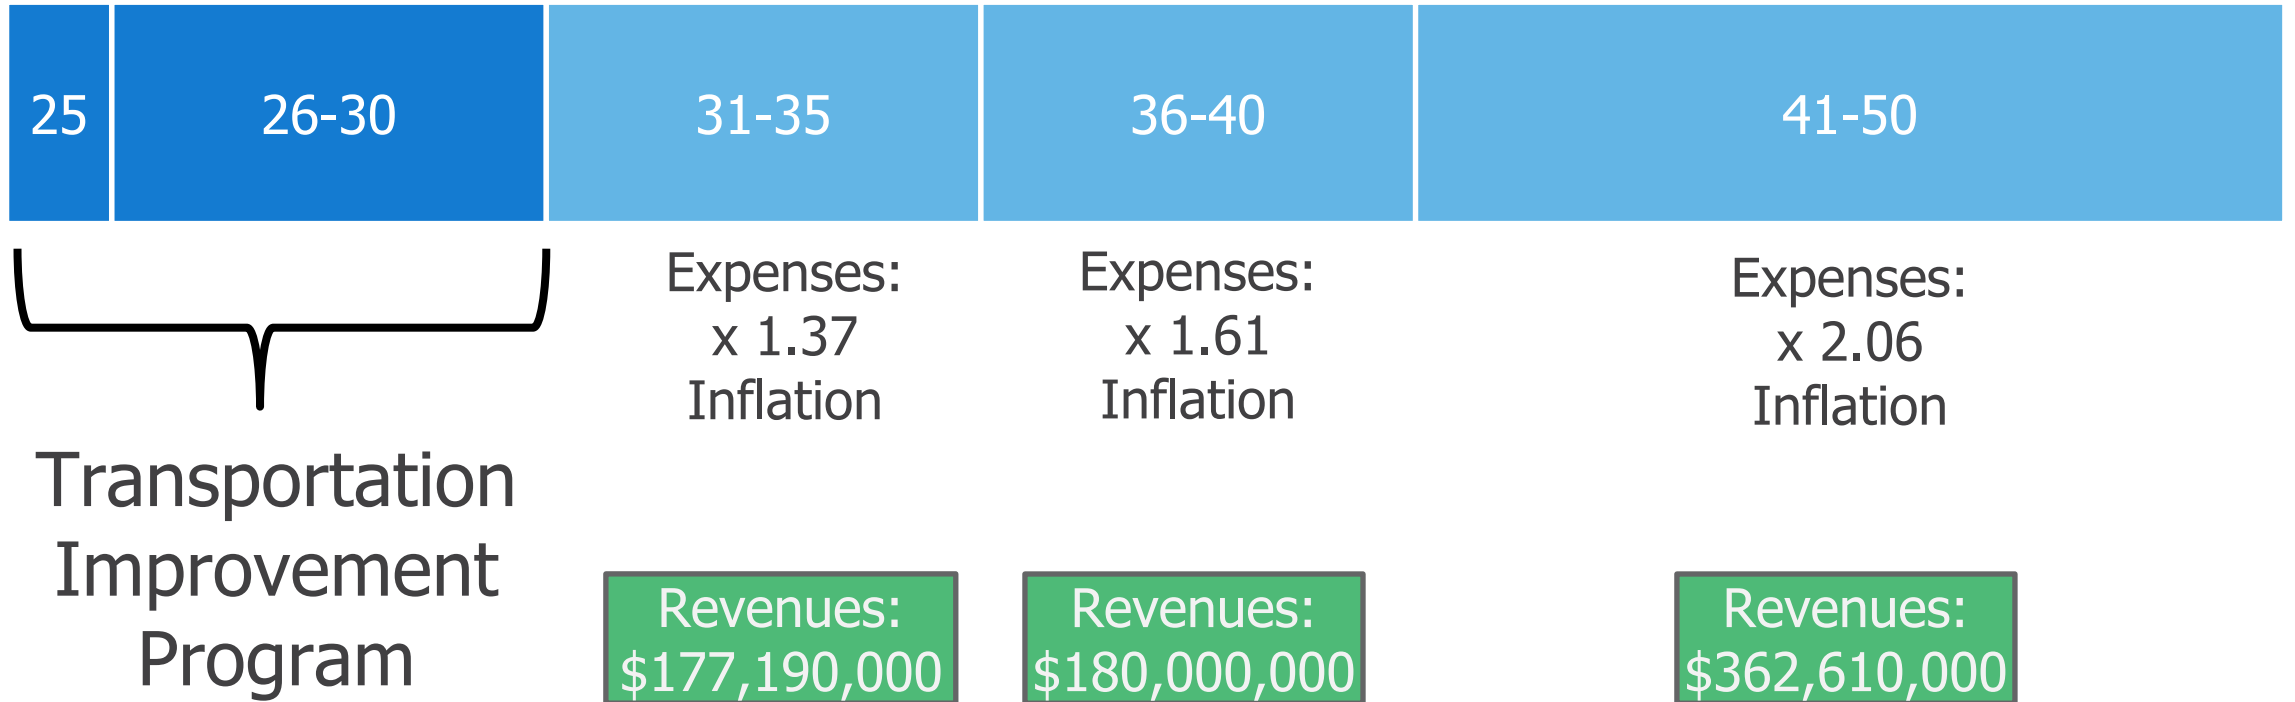 25
26-30
31-35
36-40
41-50
Transportation
Improvement
Program
Expenses:
x 1.37
Inflation
Revenues:
$177,190,000
Expenses:
x 1.61
Inflation
Revenues:
$180,000,000
Expenses:
x 2.06
Inflation
Revenues:
$362,610,000